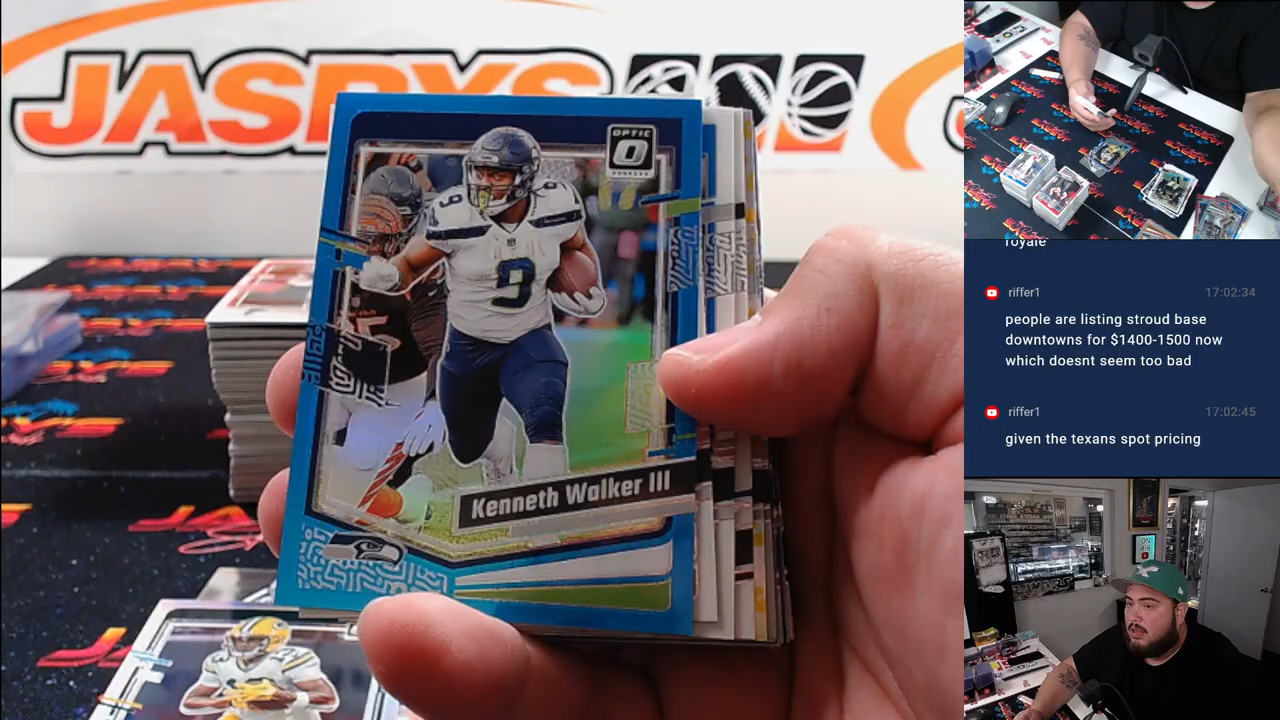 JASPYS
OPTIC
9
9
Kenneth Walker III
royale
riffer1
17:02:34
people are listing stroud base
downtowns for $1400-1500 now
which doesnt seem too bad
riffer1
17:02:45
given the texans spot pricing